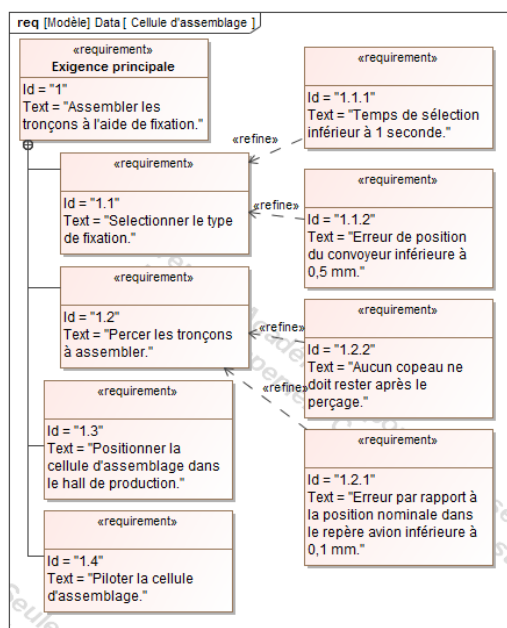 req [Modèle] Data [ Cellule d'assemblage ]
«requirement»
Exigence principale
Id = "1"
Text = "Assembler les
tronçons à l'aide de fixation."
«requirement»
Id = "1.1"
Text = "Selectionner le type
de fixation."
«requirement»
Id = "1.2"
Text = "Percer les tronçons
à assembler."
«requirement»
Id = "1.3"
Text = "Positionner la
cellule d'assemblage dans
le hall de production."
«requirement»
Id = "1.4"
Text = "Piloter la cellule
d'assemblage."
«requirement»
Id = "1.1.1"
Text = "Temps de sélection
inférieur à 1 seconde."
«refine»
«requirement»
Id = "1.1.2"
Text = "Erreur de position
du convoyeur inférieure à
0,5 mm."
«refine»
«requirement»
Id = "1.2.2"
Text = "Aucun copeau ne
doit rester après le
perçage."
«refine»
«requirement»
Id = "1.2.1"
Text = "Erreur par rapport à
la position nominale dans
le repère avion inférieure à
0,1 mm."
«refine»